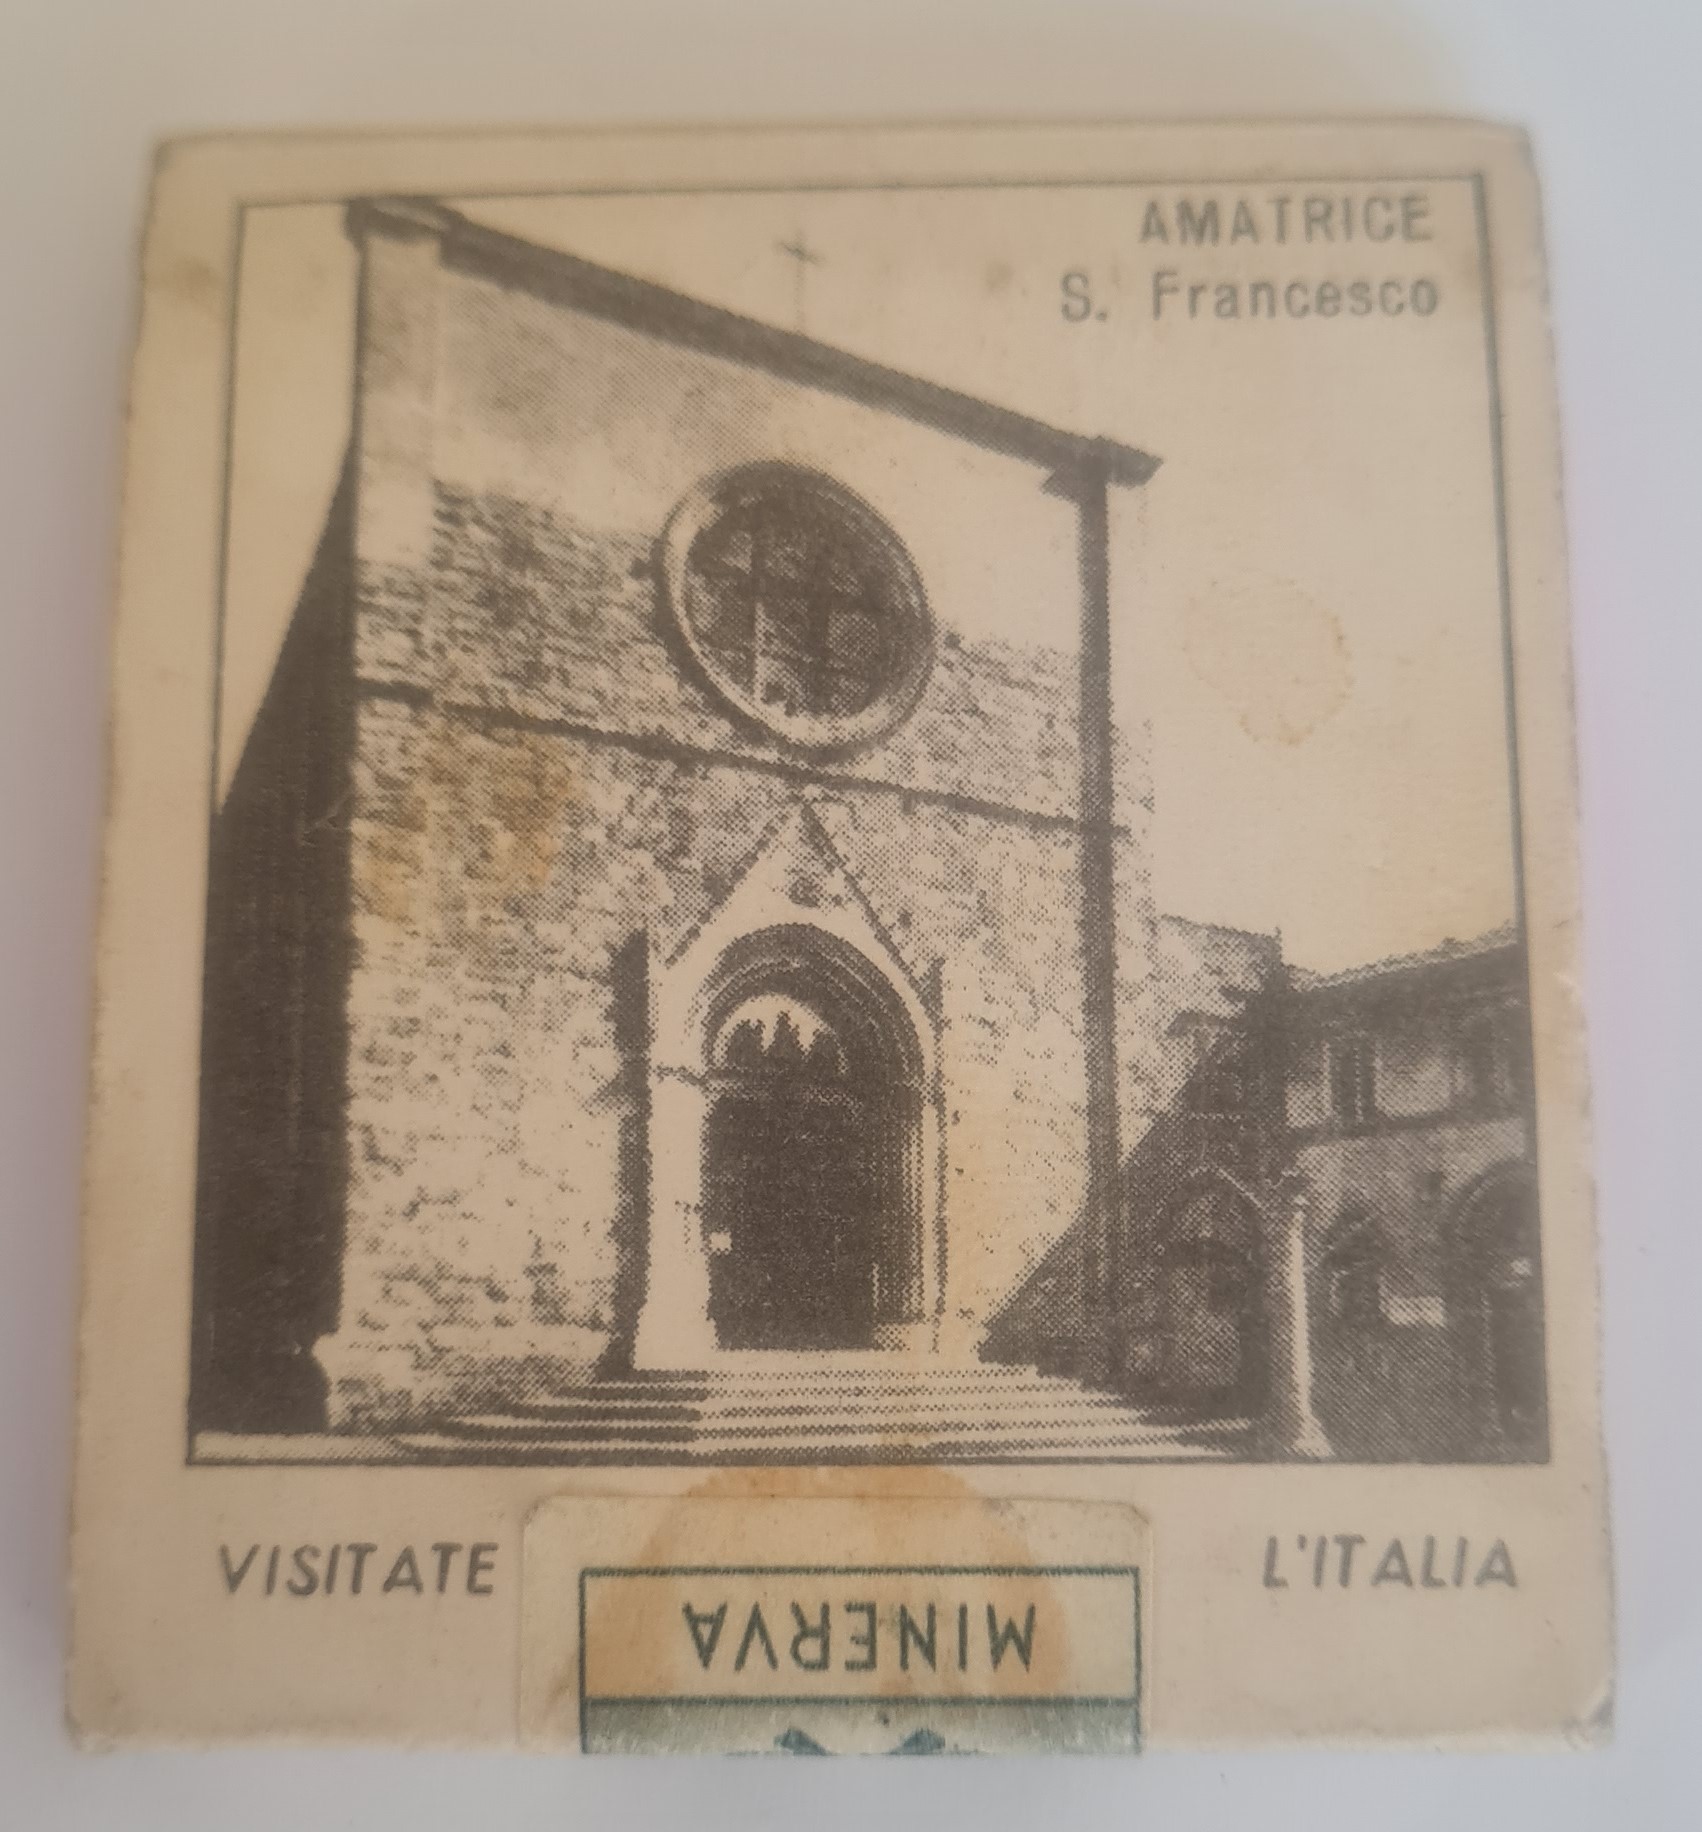 AMATRICE
S. Francesco
VISITATE L'ITALIA
MINERVA